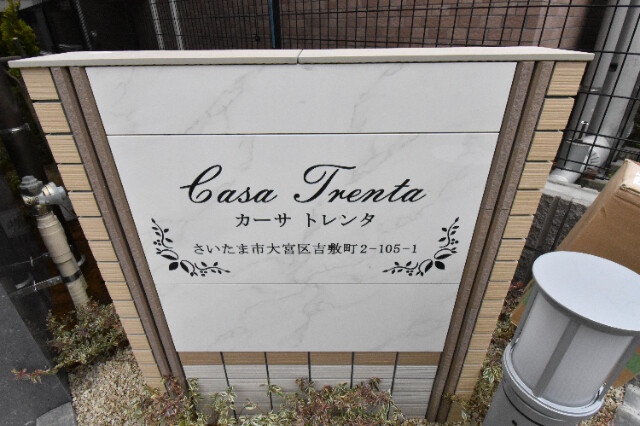 Casa Trenta
カーサ トレンタ
さいたま市大宮区吉敷町2-105-1